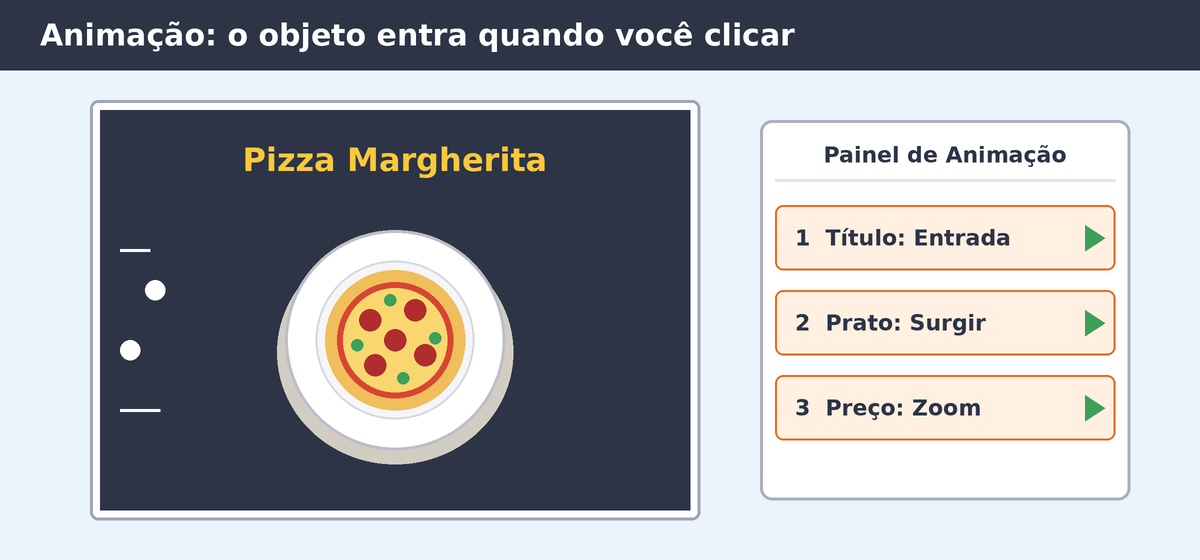 Animação: o objeto entra quando você clicar
Pizza Margherita
Painel de Animação
1 Título: Entrada
2 Prato: Surgir
3 Preço: Zoom